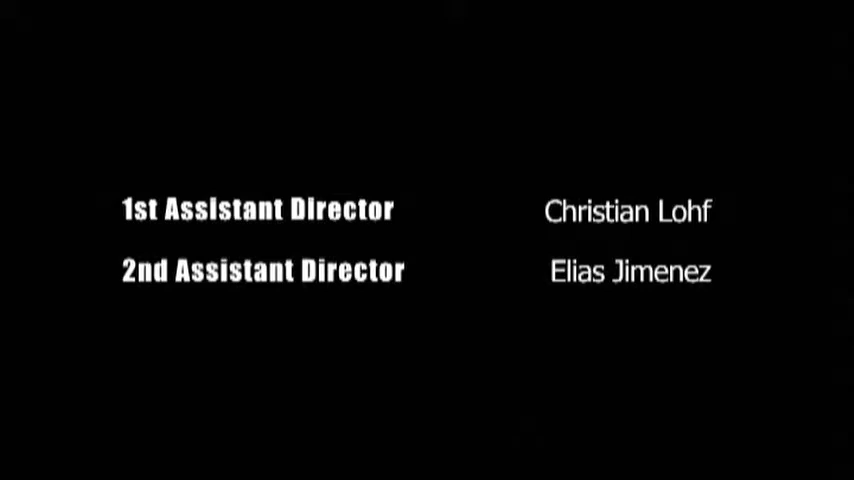 1st Assistant Director Christian Lohf
2nd Assistant Director Elias Jimenez